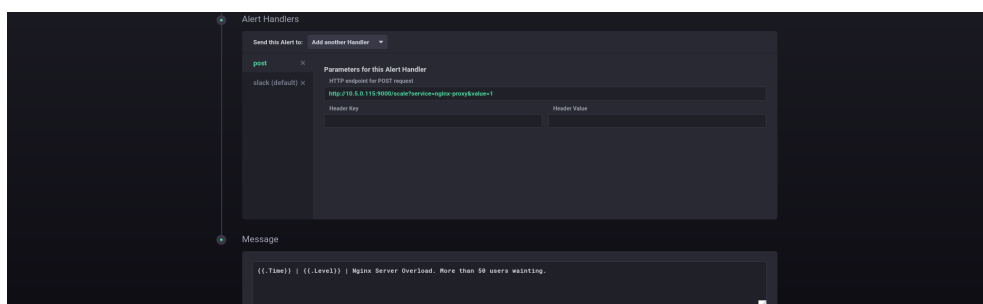 Alert Handlers
Send this Alert to: Add another Handler
post ×
slack (default) ×
Parameters for this Alert Handler
HTTP endpoint for POST request
http://10.5.0.115:9000/scale?service=nginx-proxy&value=1
Header Key Header Value
Message
{{.Time}} | {{.Level}} | Nginx Server Overload. More than 50 users wainting.